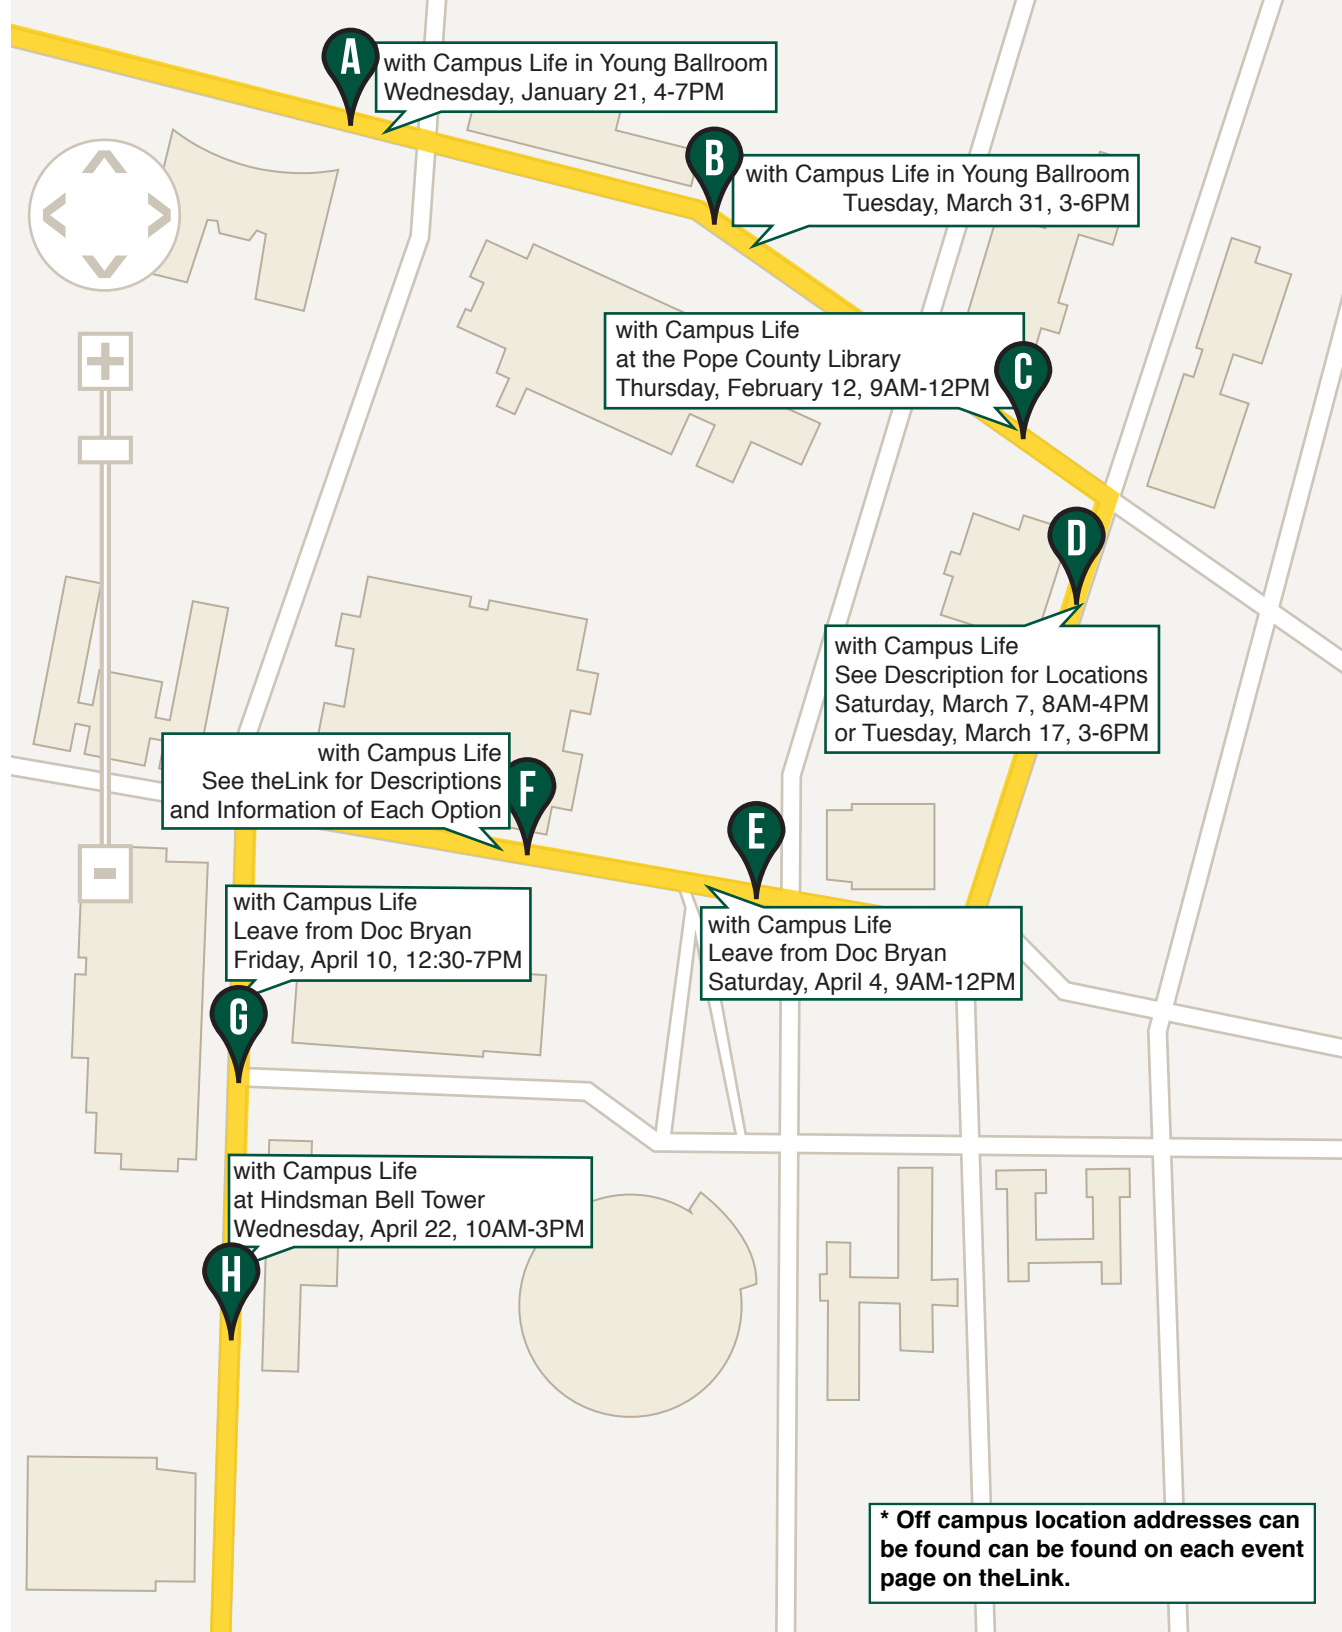 A
with Campus Life in Young Ballroom
Wednesday, January 21, 4-7PM
B
with Campus Life in Young Ballroom
Tuesday, March 31, 3-6PM
with Campus Life
at the Pope County Library
Thursday, February 12, 9AM-12PM
C
D
with Campus Life
See Description for Locations
Saturday, March 7, 8AM-4PM
or Tuesday, March 17, 3-6PM
with Campus Life
See theLink for Descriptions
and Information of Each Option
F
E
with Campus Life
Leave from Doc Bryan
Saturday, April 4, 9AM-12PM
with Campus Life
Leave from Doc Bryan
Friday, April 10, 12:30-7PM
G
with Campus Life
at Hindsman Bell Tower
Wednesday, April 22, 10AM-3PM
H
* Off campus location addresses can
be found can be found on each event
page on theLink.